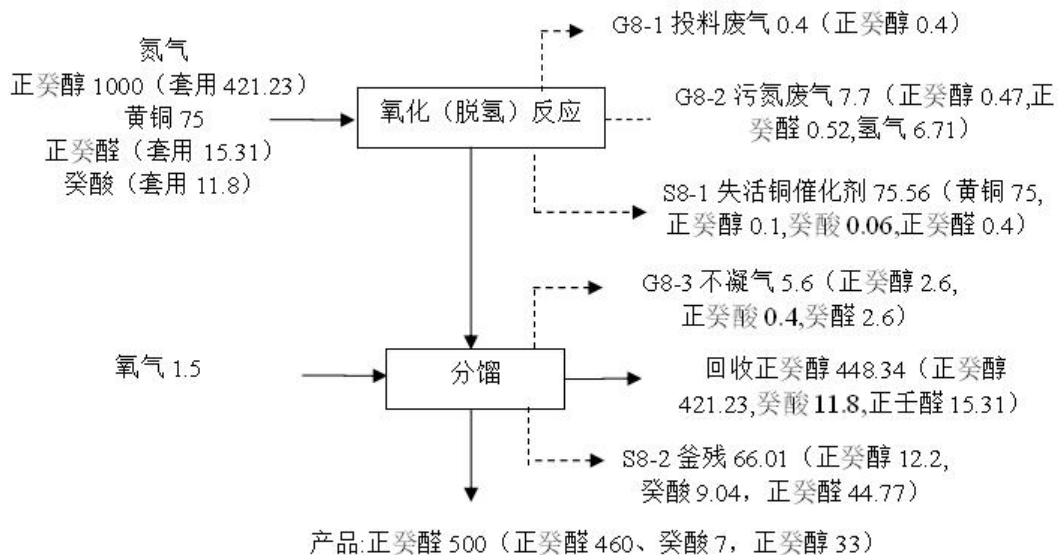 G8-1 投料废气 0.4（正癸醇 0.4）
氮气
正癸醇 1000（套用 421.23）
黄铜 75
正癸醛（套用 15.31）
癸酸（套用 11.8）
氧化（脱氢）反应
G8-2 污氮废气 7.7（正癸醇 0.47,正
癸醛 0.52,氢气 6.71）
S8-1 失活铜催化剂 75.56（黄铜 75,
正癸醇 0.1,癸酸 0.06,正癸醛 0.4）
G8-3 不凝气 5.6（正癸醇 2.6,
正癸酸 0.4,癸醛 2.6）
氧气 1.5
分馏
回收正癸醇 448.34（正癸醇
421.23,癸酸 11.8,正壬醛 15.31）
S8-2 釜残 66.01（正癸醇 12.2,
癸酸 9.04，正癸醛 44.77）
产品:正癸醛 500（正癸醛 460、癸酸 7，正癸醇 33）